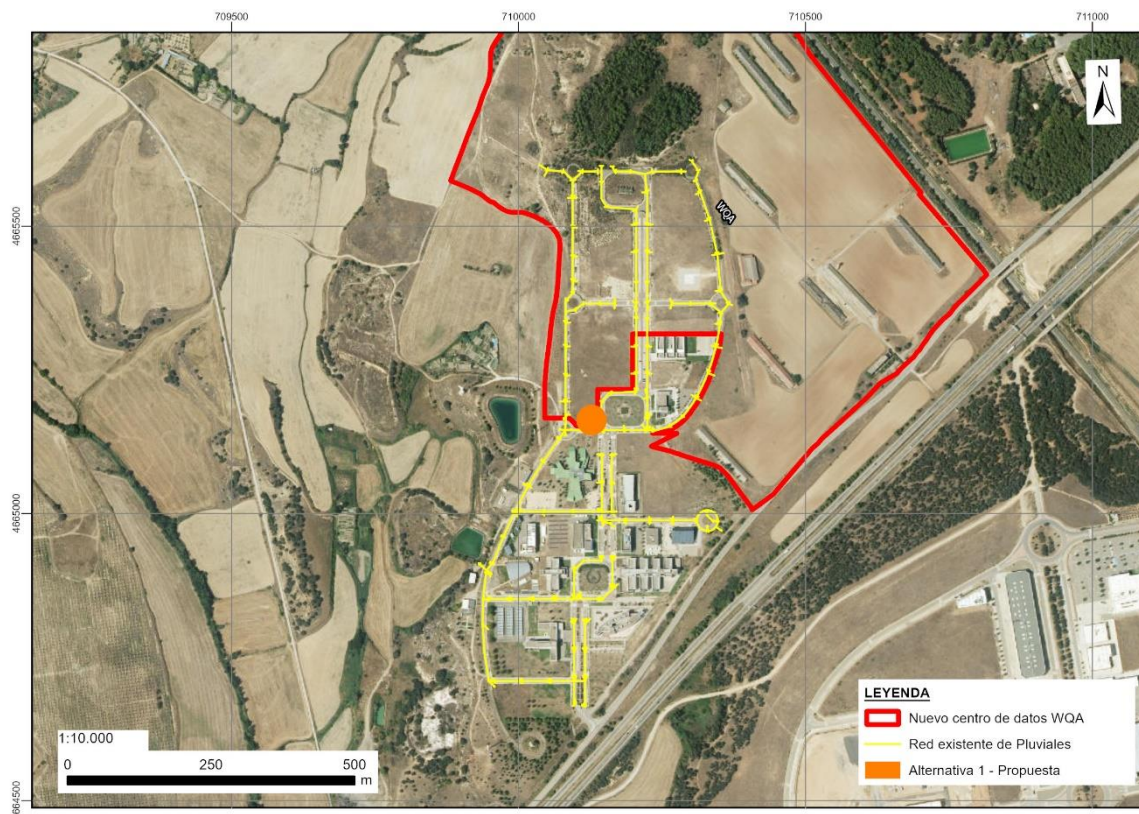 709500
710000
710500
711000
N
4665500
WQA
4665000
LEYENDA
Nuevo centro de datos WQA
Red existente de Pluviales
Alternativa 1 - Propuesta
1:10.000
0
250
500
m
664500